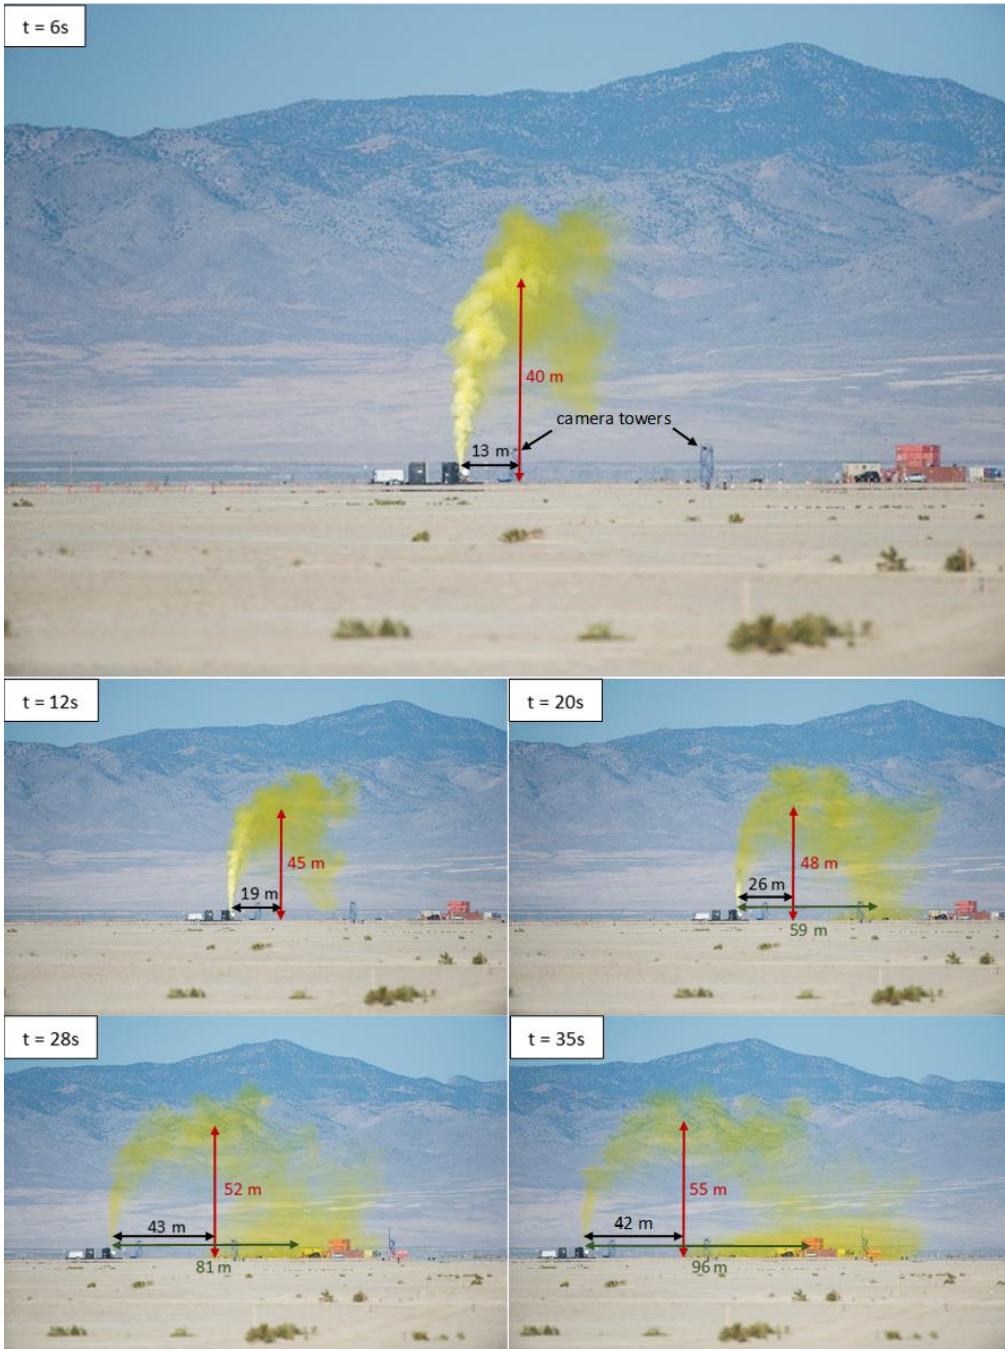 t = 6s
40 m
camera towers
13 m
t = 12s
45 m
19 m
t = 20s
48 m
26 m
59 m
t = 28s
52 m
43 m
81 m
t = 35s
55 m
42 m
96 m